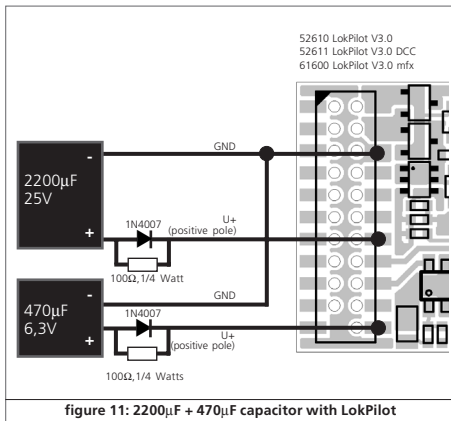 52610 LokPilot V3.0
52611 LokPilot V3.0 DCC
61600 LokPilot V3.0 mfx
-
GND
2200µF
25V
1N4007
U+
(positive pole)
+
100Ω,1/4 Watt
-
GND
470µF
6,3V
1N4007
U+
(positive pole)
+
100Ω,1/4 Watts
figure 11: 2200µF + 470µF capacitor with LokPilot